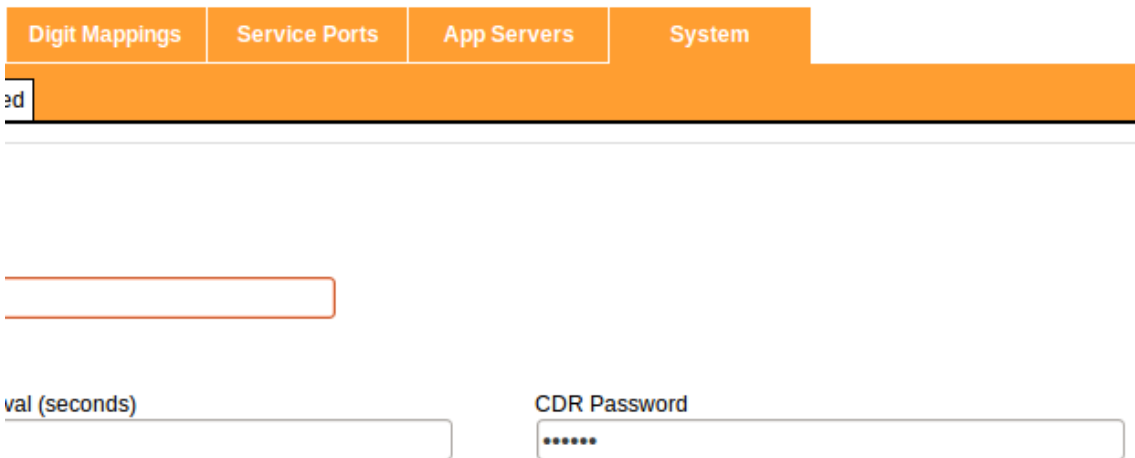 Digit Mappings Service Ports App Servers System
ed
val (seconds) CDR Password
••••••